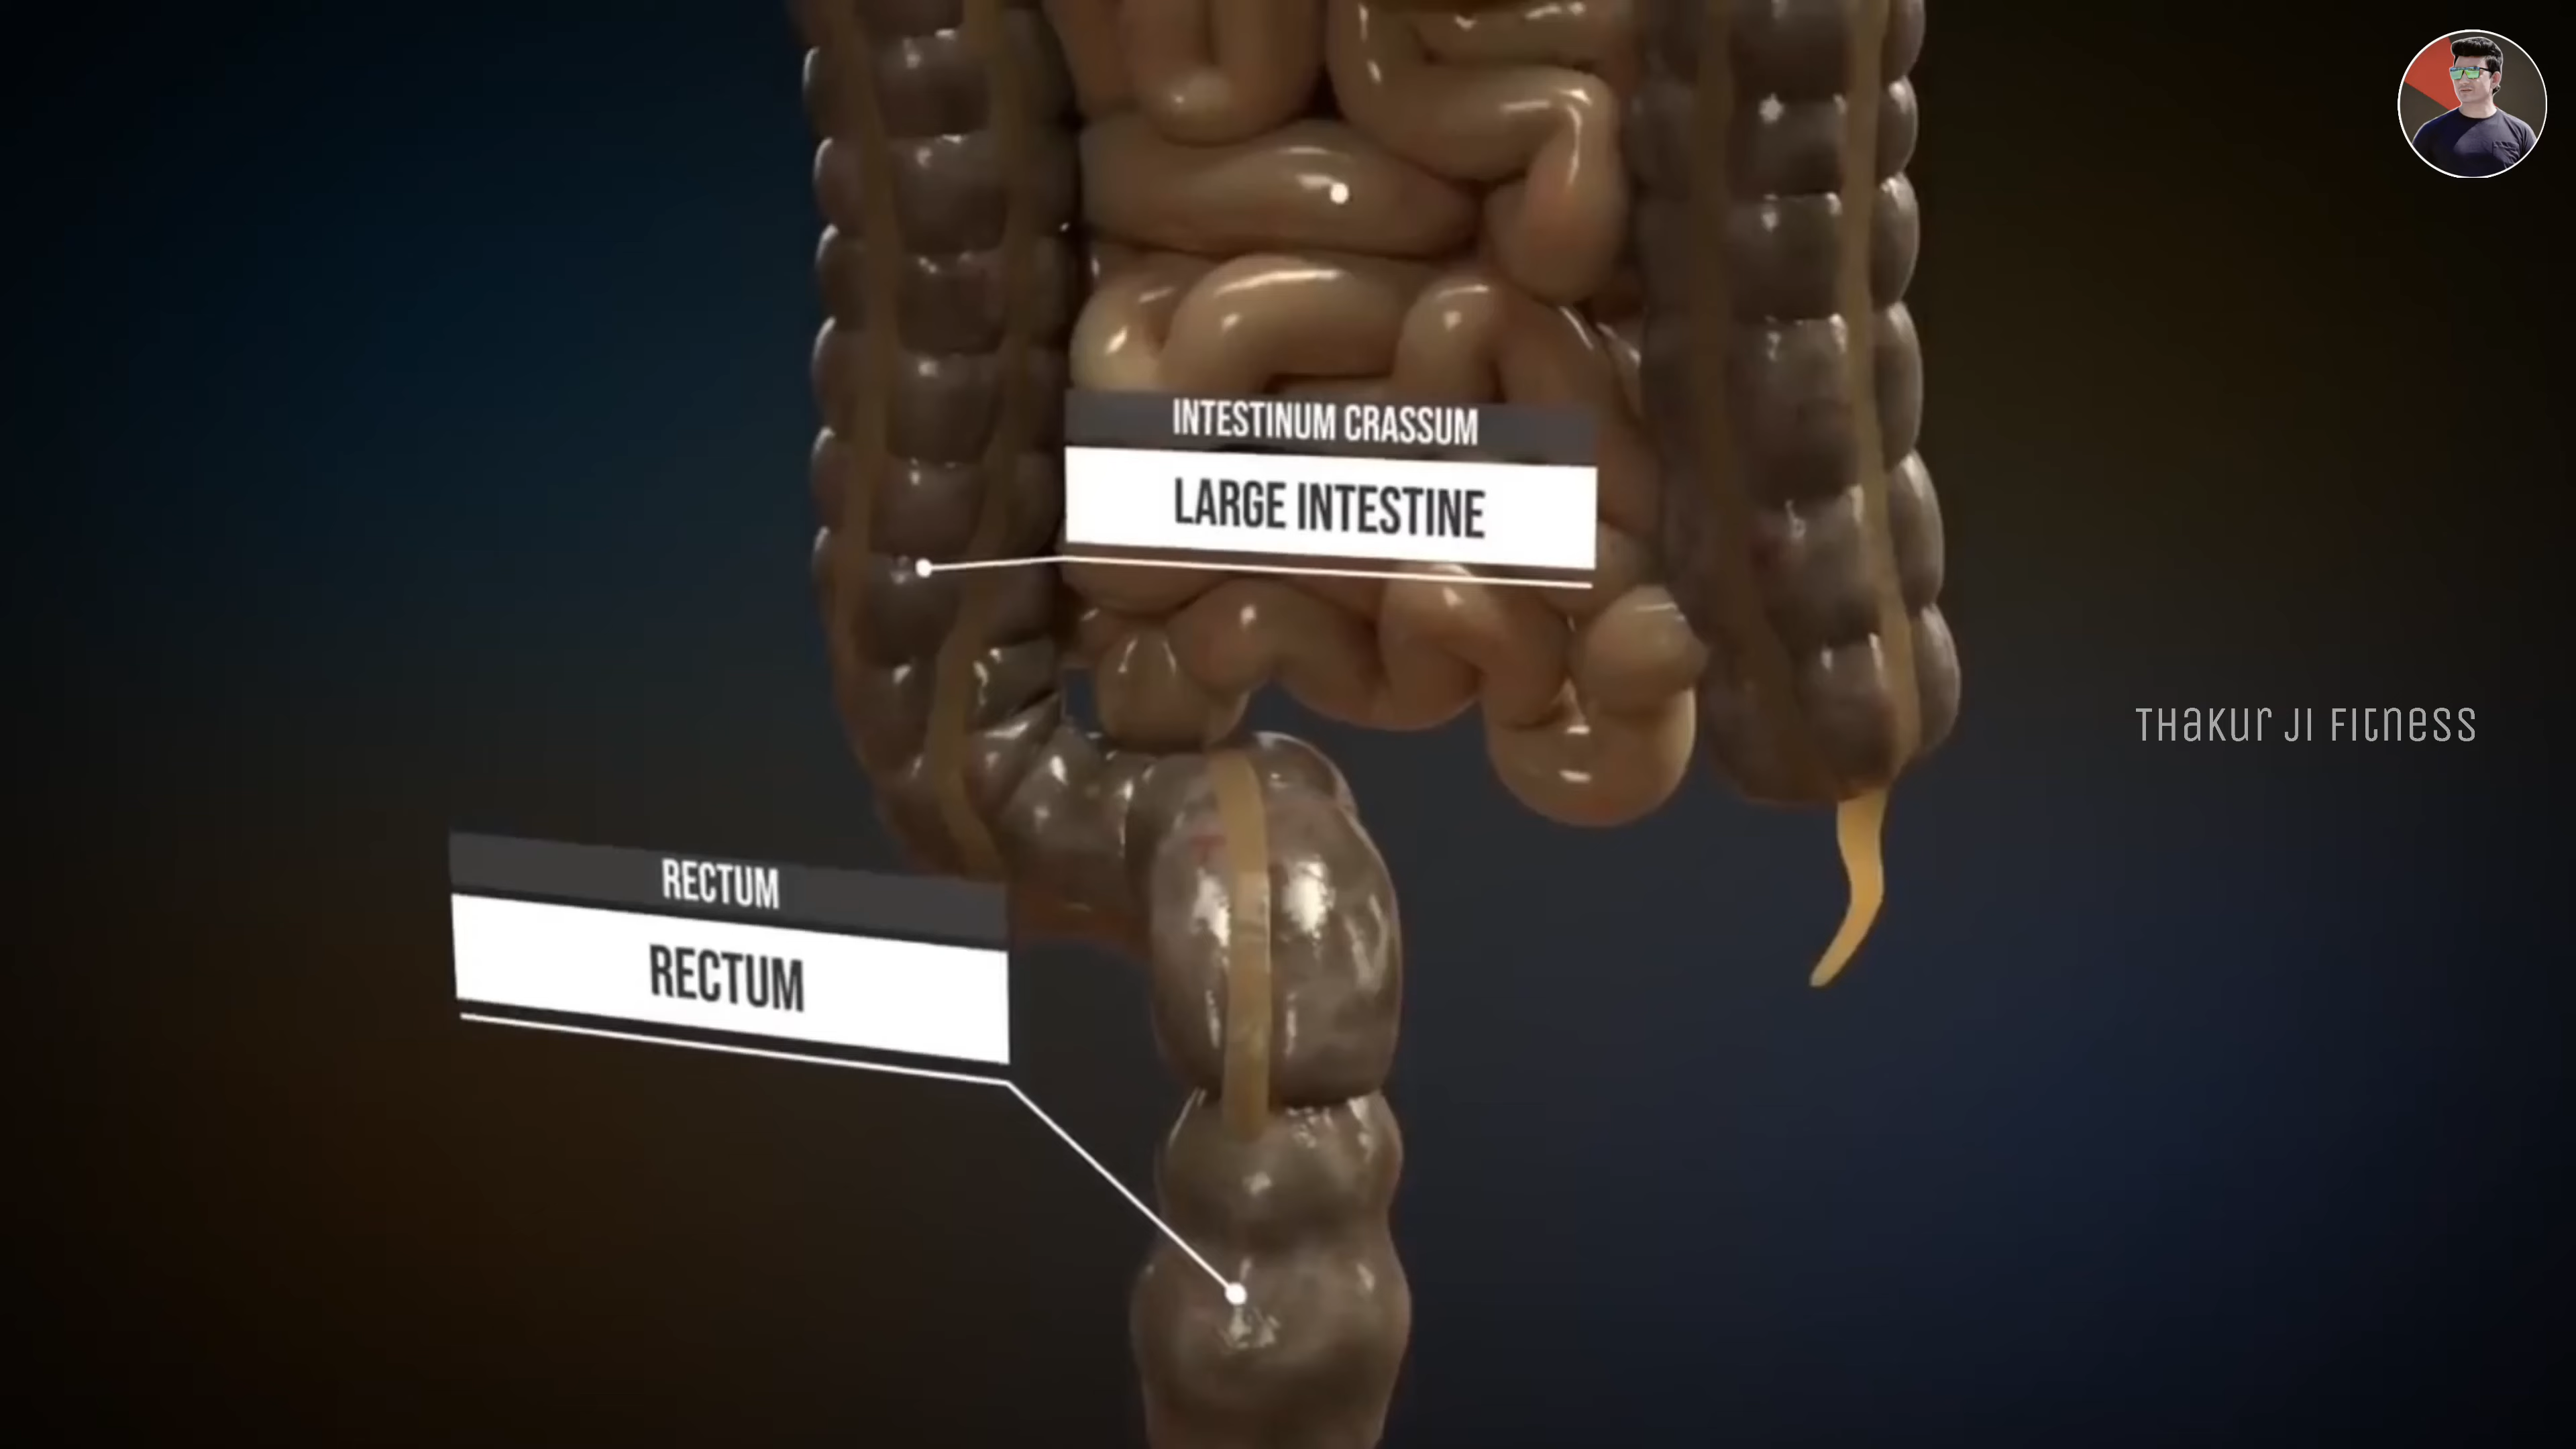 INTESTINUM CRASSUM
LARGE INTESTINE
THaKUr JI FITNESS
RECTUM
RECTUM